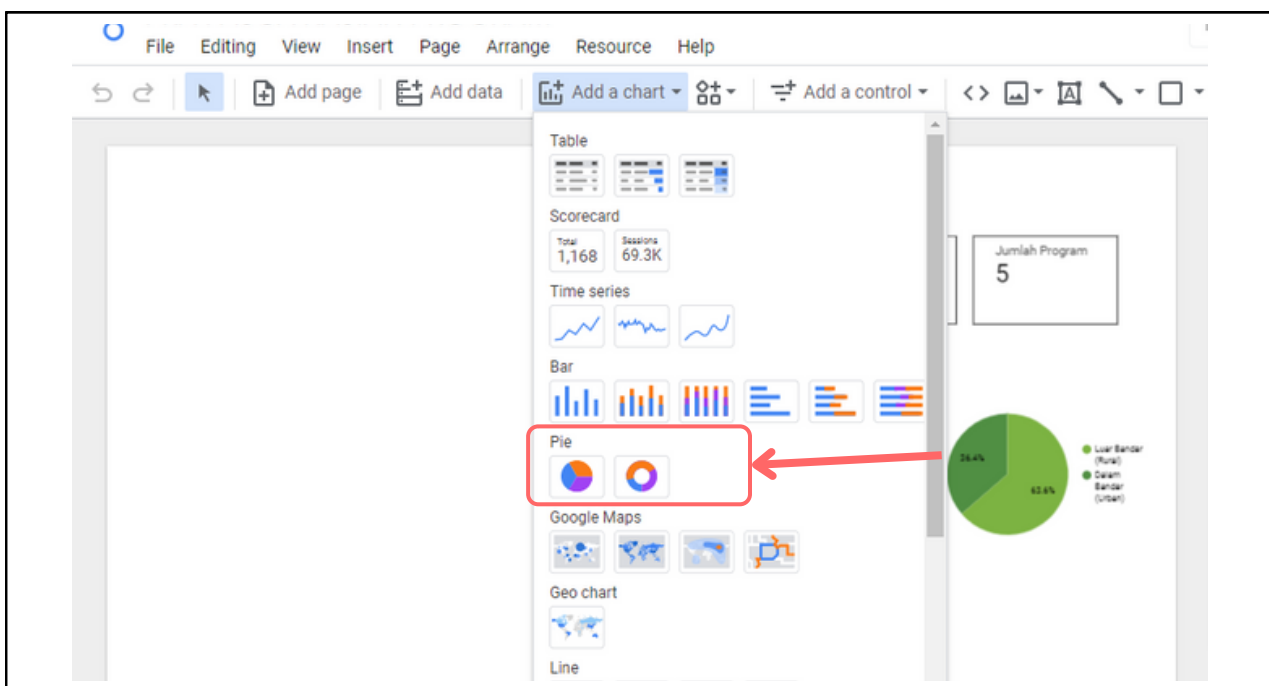 File Editing View Insert Page Arrange Resource Help
Add page Add data Add a chart Add a control
Table
Scorecard
Total
1,168
Sessions
69.3K
Time series
Bar
Pie
Google Maps
Geo chart
Line
Jumlah Program
5
63.6%
Luar Bandar
(Rural)
Dalam
Bandar
(Urban)